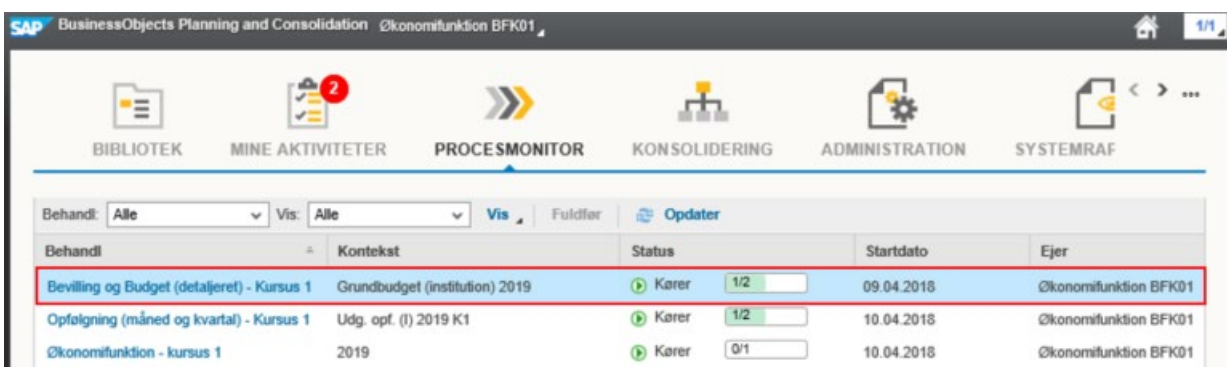 SAP BusinessObjects Planning and Consolidation Økonomifunktion BFK01 1/1
2
BIBLIOTEK MINE AKTIVITETER PROCESMONITOR KONSOLIDERING ADMINISTRATION SYSTEMRAF
Behandl: Alle Vis: Alle Vis Fuldfør Opdater
Behandl Kontekst Status Startdato Ejer
Bevilling og Budget (detaljeret) - Kursus 1 Grundbudget (institution) 2019 Kører 1/2 09.04.2018 Økonomifunktion BFK01
Opfølgning (måned og kvartal) - Kursus 1 Udg. opf. (I) 2019 K1 Kører 1/2 10.04.2018 Økonomifunktion BFK01
Økonomifunktion - kursus 1 2019 Kører 0/1 10.04.2018 Økonomifunktion BFK01